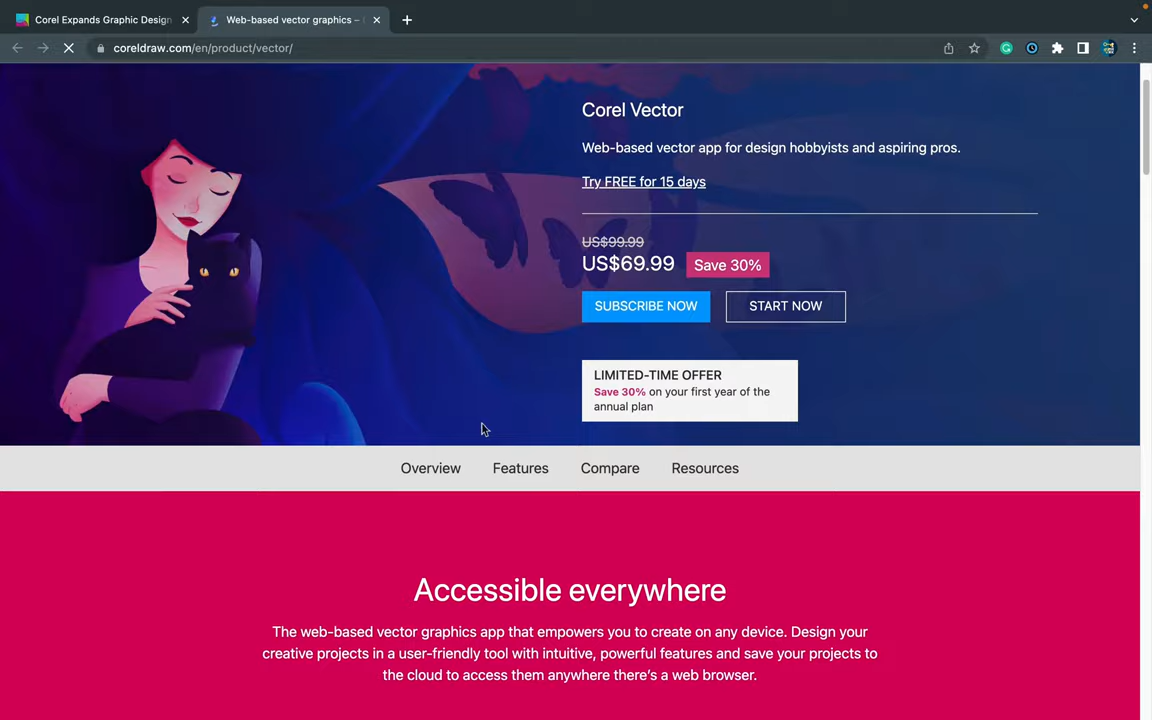 Corel Expands Graphic Design
Web-based vector graphics –
coreldraw.com/en/product/vector/
Corel Vector
Web-based vector app for design hobbyists and aspiring pros.
Try FREE for 15 days
US$99.99
US$69.99 Save 30%
SUBSCRIBE NOW START NOW
LIMITED-TIME OFFER
Save 30% on your first year of the
annual plan
Overview Features Compare Resources
Accessible everywhere
The web-based vector graphics app that empowers you to create on any device. Design your
creative projects in a user-friendly tool with intuitive, powerful features and save your projects to
the cloud to access them anywhere there’s a web browser.